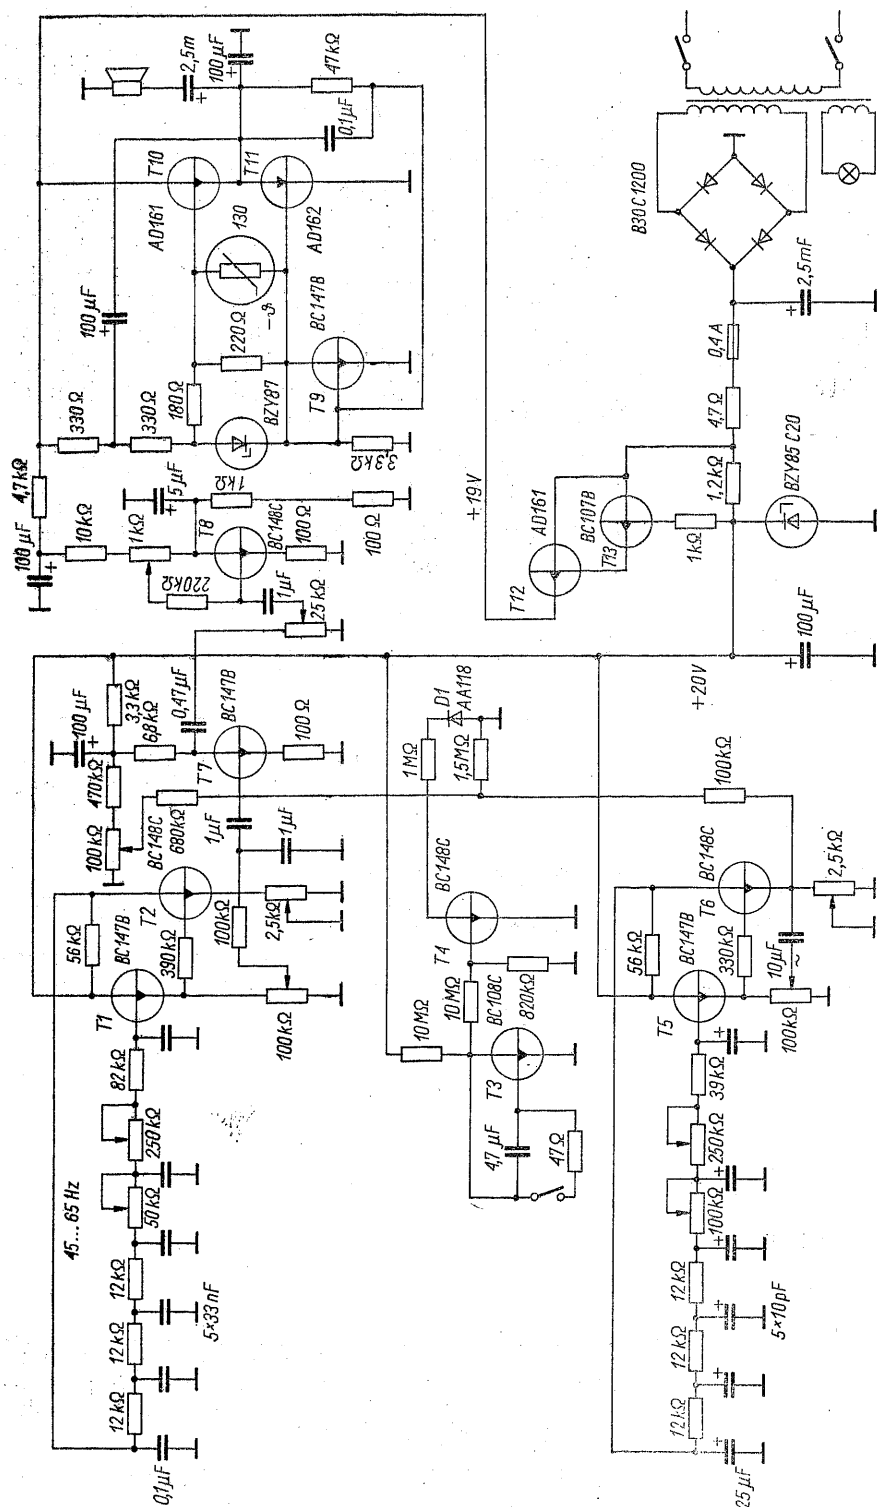 0,1μF
12kΩ
12kΩ
12kΩ
5×33nF
45...65Hz
50kΩ
250kΩ
82kΩ
T1
BC147B
56kΩ
390kΩ
100kΩ
T2
BC148C
2,5kΩ
100kΩ
100kΩ
470kΩ
100μF
3,3kΩ
6,8kΩ
680kΩ
1μF
1μF
T7
BC147B
100Ω
0,47μF
25kΩ
1μF
220kΩ
100μF
4,7kΩ
10kΩ
1kΩ
T8
BC148C
100Ω
5μF
1kΩ
100Ω
330Ω
330Ω
100μF
BZY87
3,3kΩ
180Ω
220Ω
T9
BC147B
-ϑ
130
AD161
T10
AD162
T11
2,5m
100μF
47kΩ
0,1μF
4,7μF
47Ω
T3
BC108C
10MΩ
10MΩ
820kΩ
T4
BC148C
1MΩ
D1
AA118
1,5MΩ
100kΩ
+19V
T12
AD161
T13
BC107B
1kΩ
1,2kΩ
BZY85 C20
4,7Ω
0,4A
2,5mF
B30C1200
100μF
+20V
25μF
12kΩ
12kΩ
12kΩ
5×10pF
100kΩ
250kΩ
39kΩ
T5
BC147B
56kΩ
330kΩ
100kΩ
10μF
~
T6
BC148C
2,5kΩ